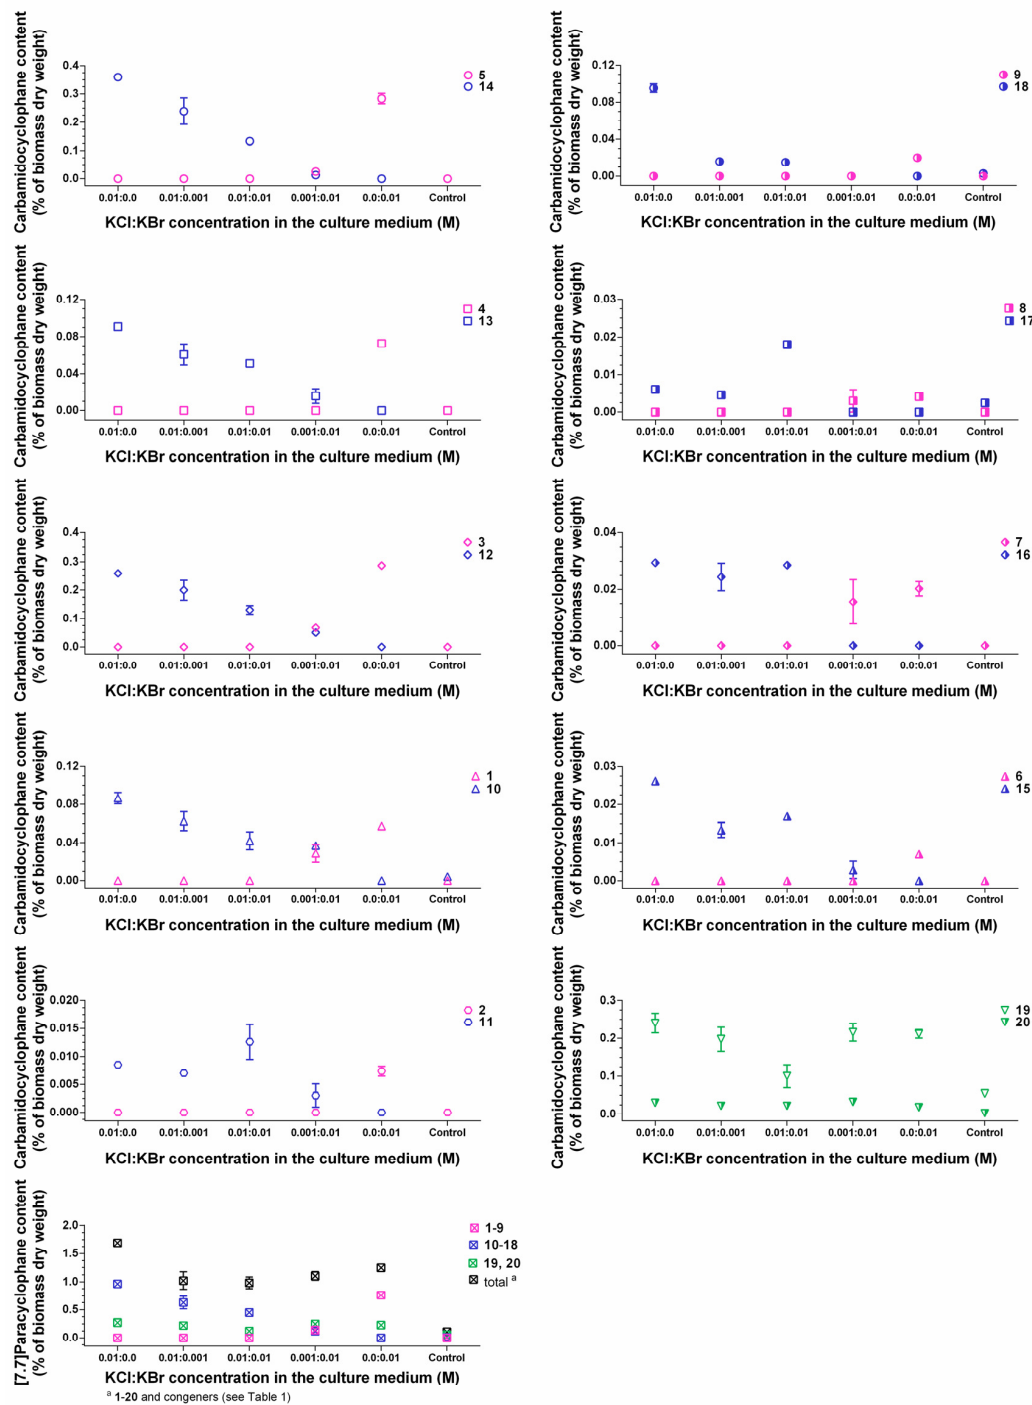 Carbamidocyclophane content
(% of biomass dry weight)
0.4
0.3
0.2
0.1
0.0
5
14
0.01:0.0 0.01:0.001 0.01:0.01 0.001:0.01 0.0:0.01 Control
KCl:KBr concentration in the culture medium (M)
Carbamidocyclophane content
(% of biomass dry weight)
0.12
0.08
0.04
0.00
9
18
0.01:0.0 0.01:0.001 0.01:0.01 0.001:0.01 0.0:0.01 Control
KCl:KBr concentration in the culture medium (M)
Carbamidocyclophane content
(% of biomass dry weight)
0.12
0.08
0.04
0.00
4
13
0.01:0.0 0.01:0.001 0.01:0.01 0.001:0.01 0.0:0.01 Control
KCl:KBr concentration in the culture medium (M)
Carbamidocyclophane content
(% of biomass dry weight)
0.03
0.02
0.01
0.00
8
17
0.01:0.0 0.01:0.001 0.01:0.01 0.001:0.01 0.0:0.01 Control
KCl:KBr concentration in the culture medium (M)
Carbamidocyclophane content
(% of biomass dry weight)
0.4
0.3
0.2
0.1
0.0
3
12
0.01:0.0 0.01:0.001 0.01:0.01 0.001:0.01 0.0:0.01 Control
KCl:KBr concentration in the culture medium (M)
Carbamidocyclophane content
(% of biomass dry weight)
0.04
0.02
0.00
7
16
0.01:0.0 0.01:0.001 0.01:0.01 0.001:0.01 0.0:0.01 Control
KCl:KBr concentration in the culture medium (M)
Carbamidocyclophane content
(% of biomass dry weight)
0.12
0.08
0.04
0.00
1
10
0.01:0.0 0.01:0.001 0.01:0.01 0.001:0.01 0.0:0.01 Control
KCl:KBr concentration in the culture medium (M)
Carbamidocyclophane content
(% of biomass dry weight)
0.03
0.02
0.01
0.00
6
15
0.01:0.0 0.01:0.001 0.01:0.01 0.001:0.01 0.0:0.01 Control
KCl:KBr concentration in the culture medium (M)
Carbamidocyclophane content
(% of biomass dry weight)
0.020
0.015
0.010
0.005
0.000
2
11
0.01:0.0 0.01:0.001 0.01:0.01 0.001:0.01 0.0:0.01 Control
KCl:KBr concentration in the culture medium (M)
Carbamidocyclophane content
(% of biomass dry weight)
0.3
0.2
0.1
0.0
19
20
0.01:0.0 0.01:0.001 0.01:0.01 0.001:0.01 0.0:0.01 Control
KCl:KBr concentration in the culture medium (M)
[7.7]Paracyclophane content
(% of biomass dry weight)
2.0
1.5
1.0
0.5
0.0
1-9
10-18
19, 20
total a
0.01:0.0 0.01:0.001 0.01:0.01 0.001:0.01 0.0:0.01 Control
KCl:KBr concentration in the culture medium (M)
a 1-20 and congeners (see Table 1)